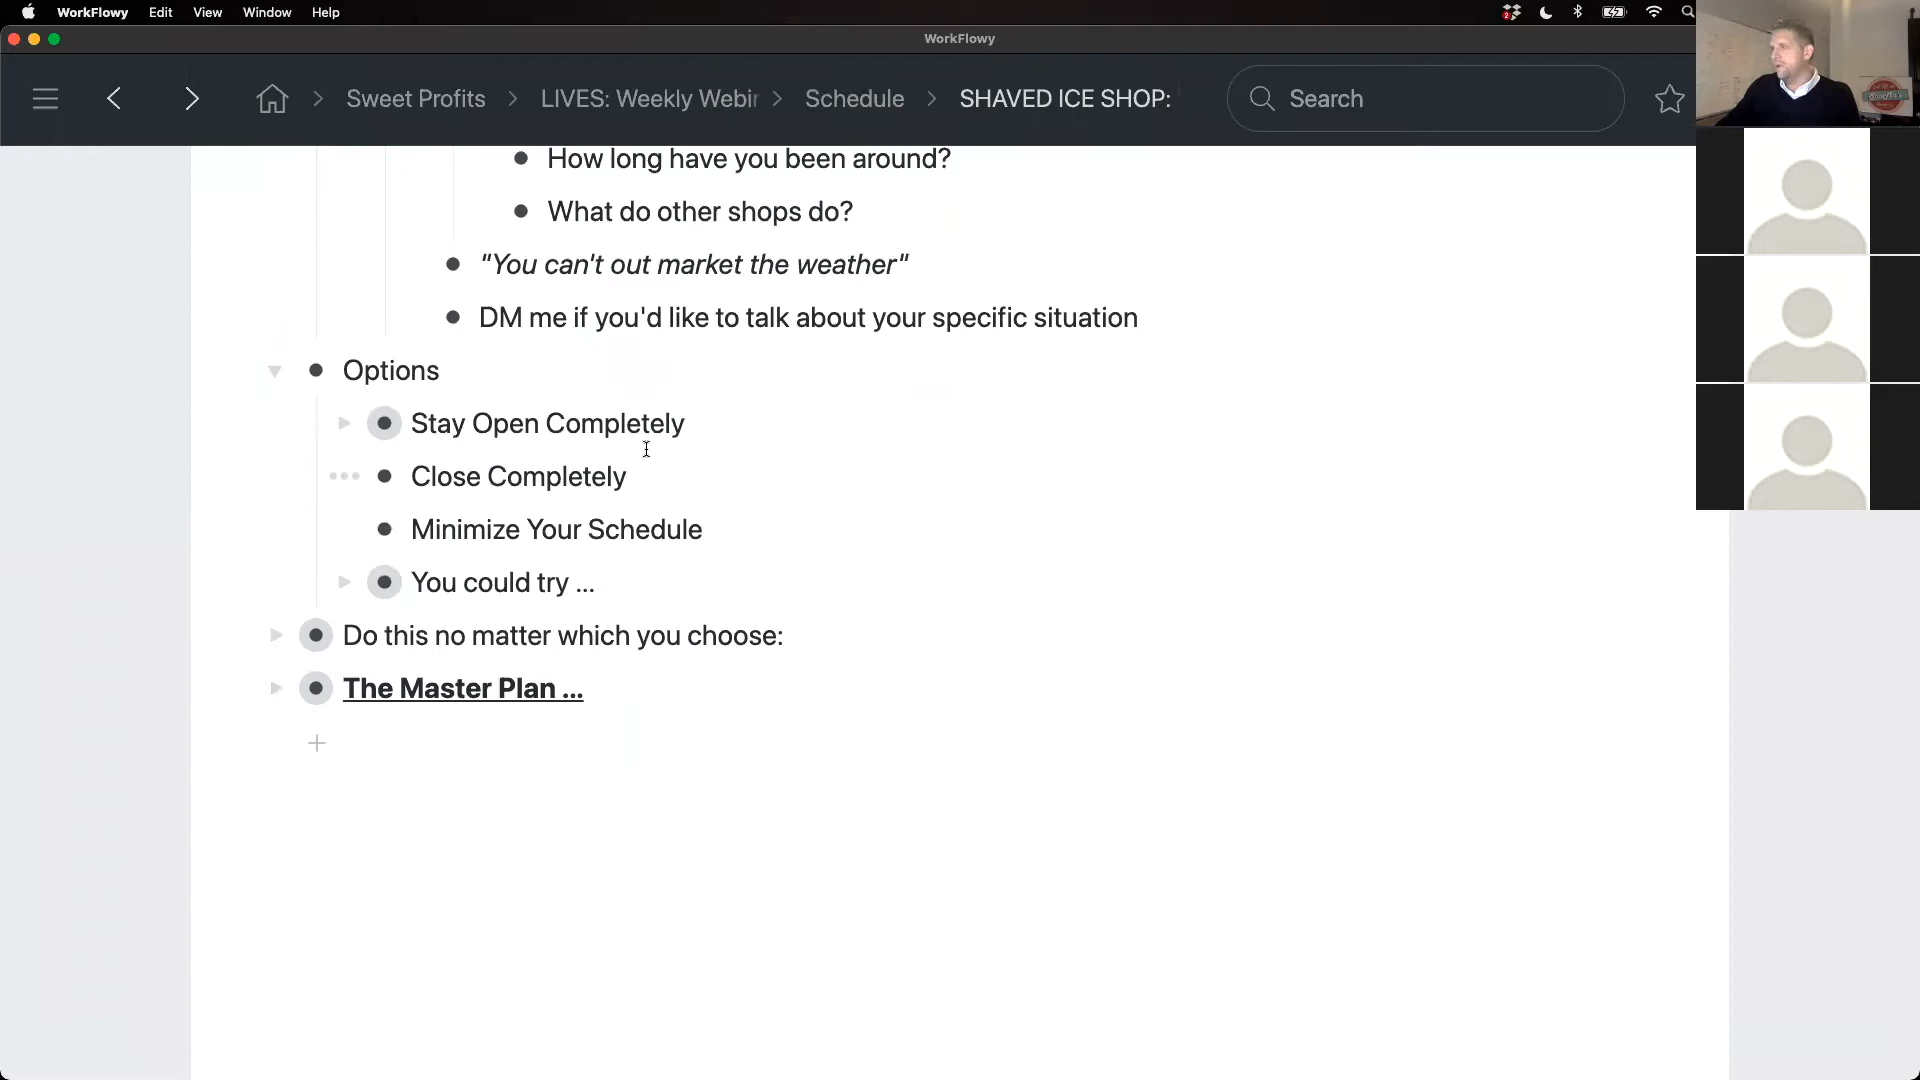 WorkFlowy Edit View Window Help
WorkFlowy
Sweet Profits > LIVES: Weekly Webir > Schedule > SHAVED ICE SHOP: Search
How long have you been around?
What do other shops do?
"You can't out market the weather"
DM me if you'd like to talk about your specific situation
Options
Stay Open Completely
Close Completely
Minimize Your Schedule
You could try ...
Do this no matter which you choose:
The Master Plan ...